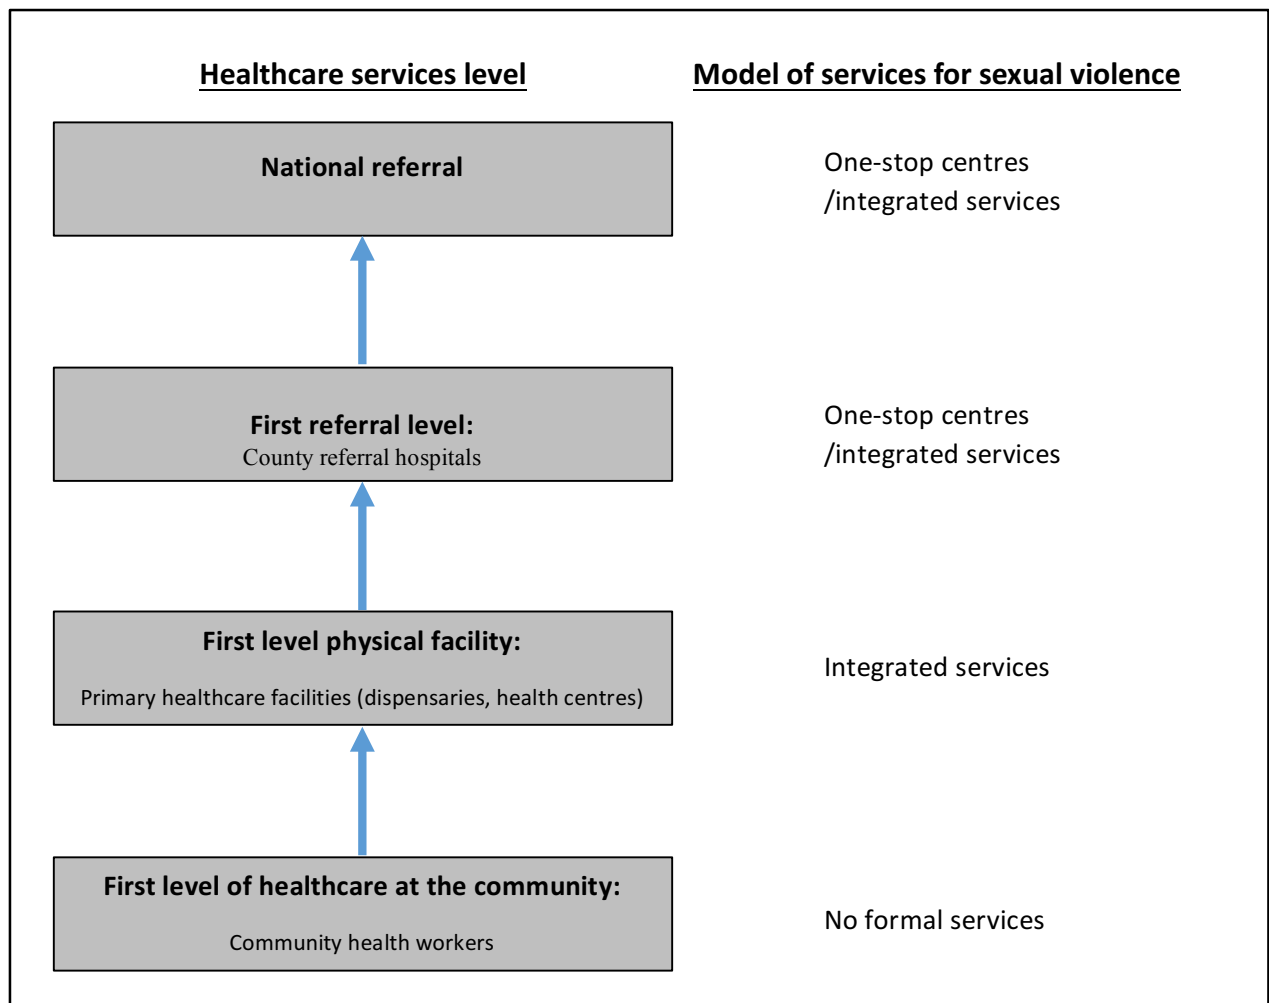 Healthcare services level
Model of services for sexual violence
National referral
One-stop centres
/integrated services
First referral level:
County referral hospitals
One-stop centres
/integrated services
First level physical facility:
Primary healthcare facilities (dispensaries, health centres)
Integrated services
First level of healthcare at the community:
Community health workers
No formal services